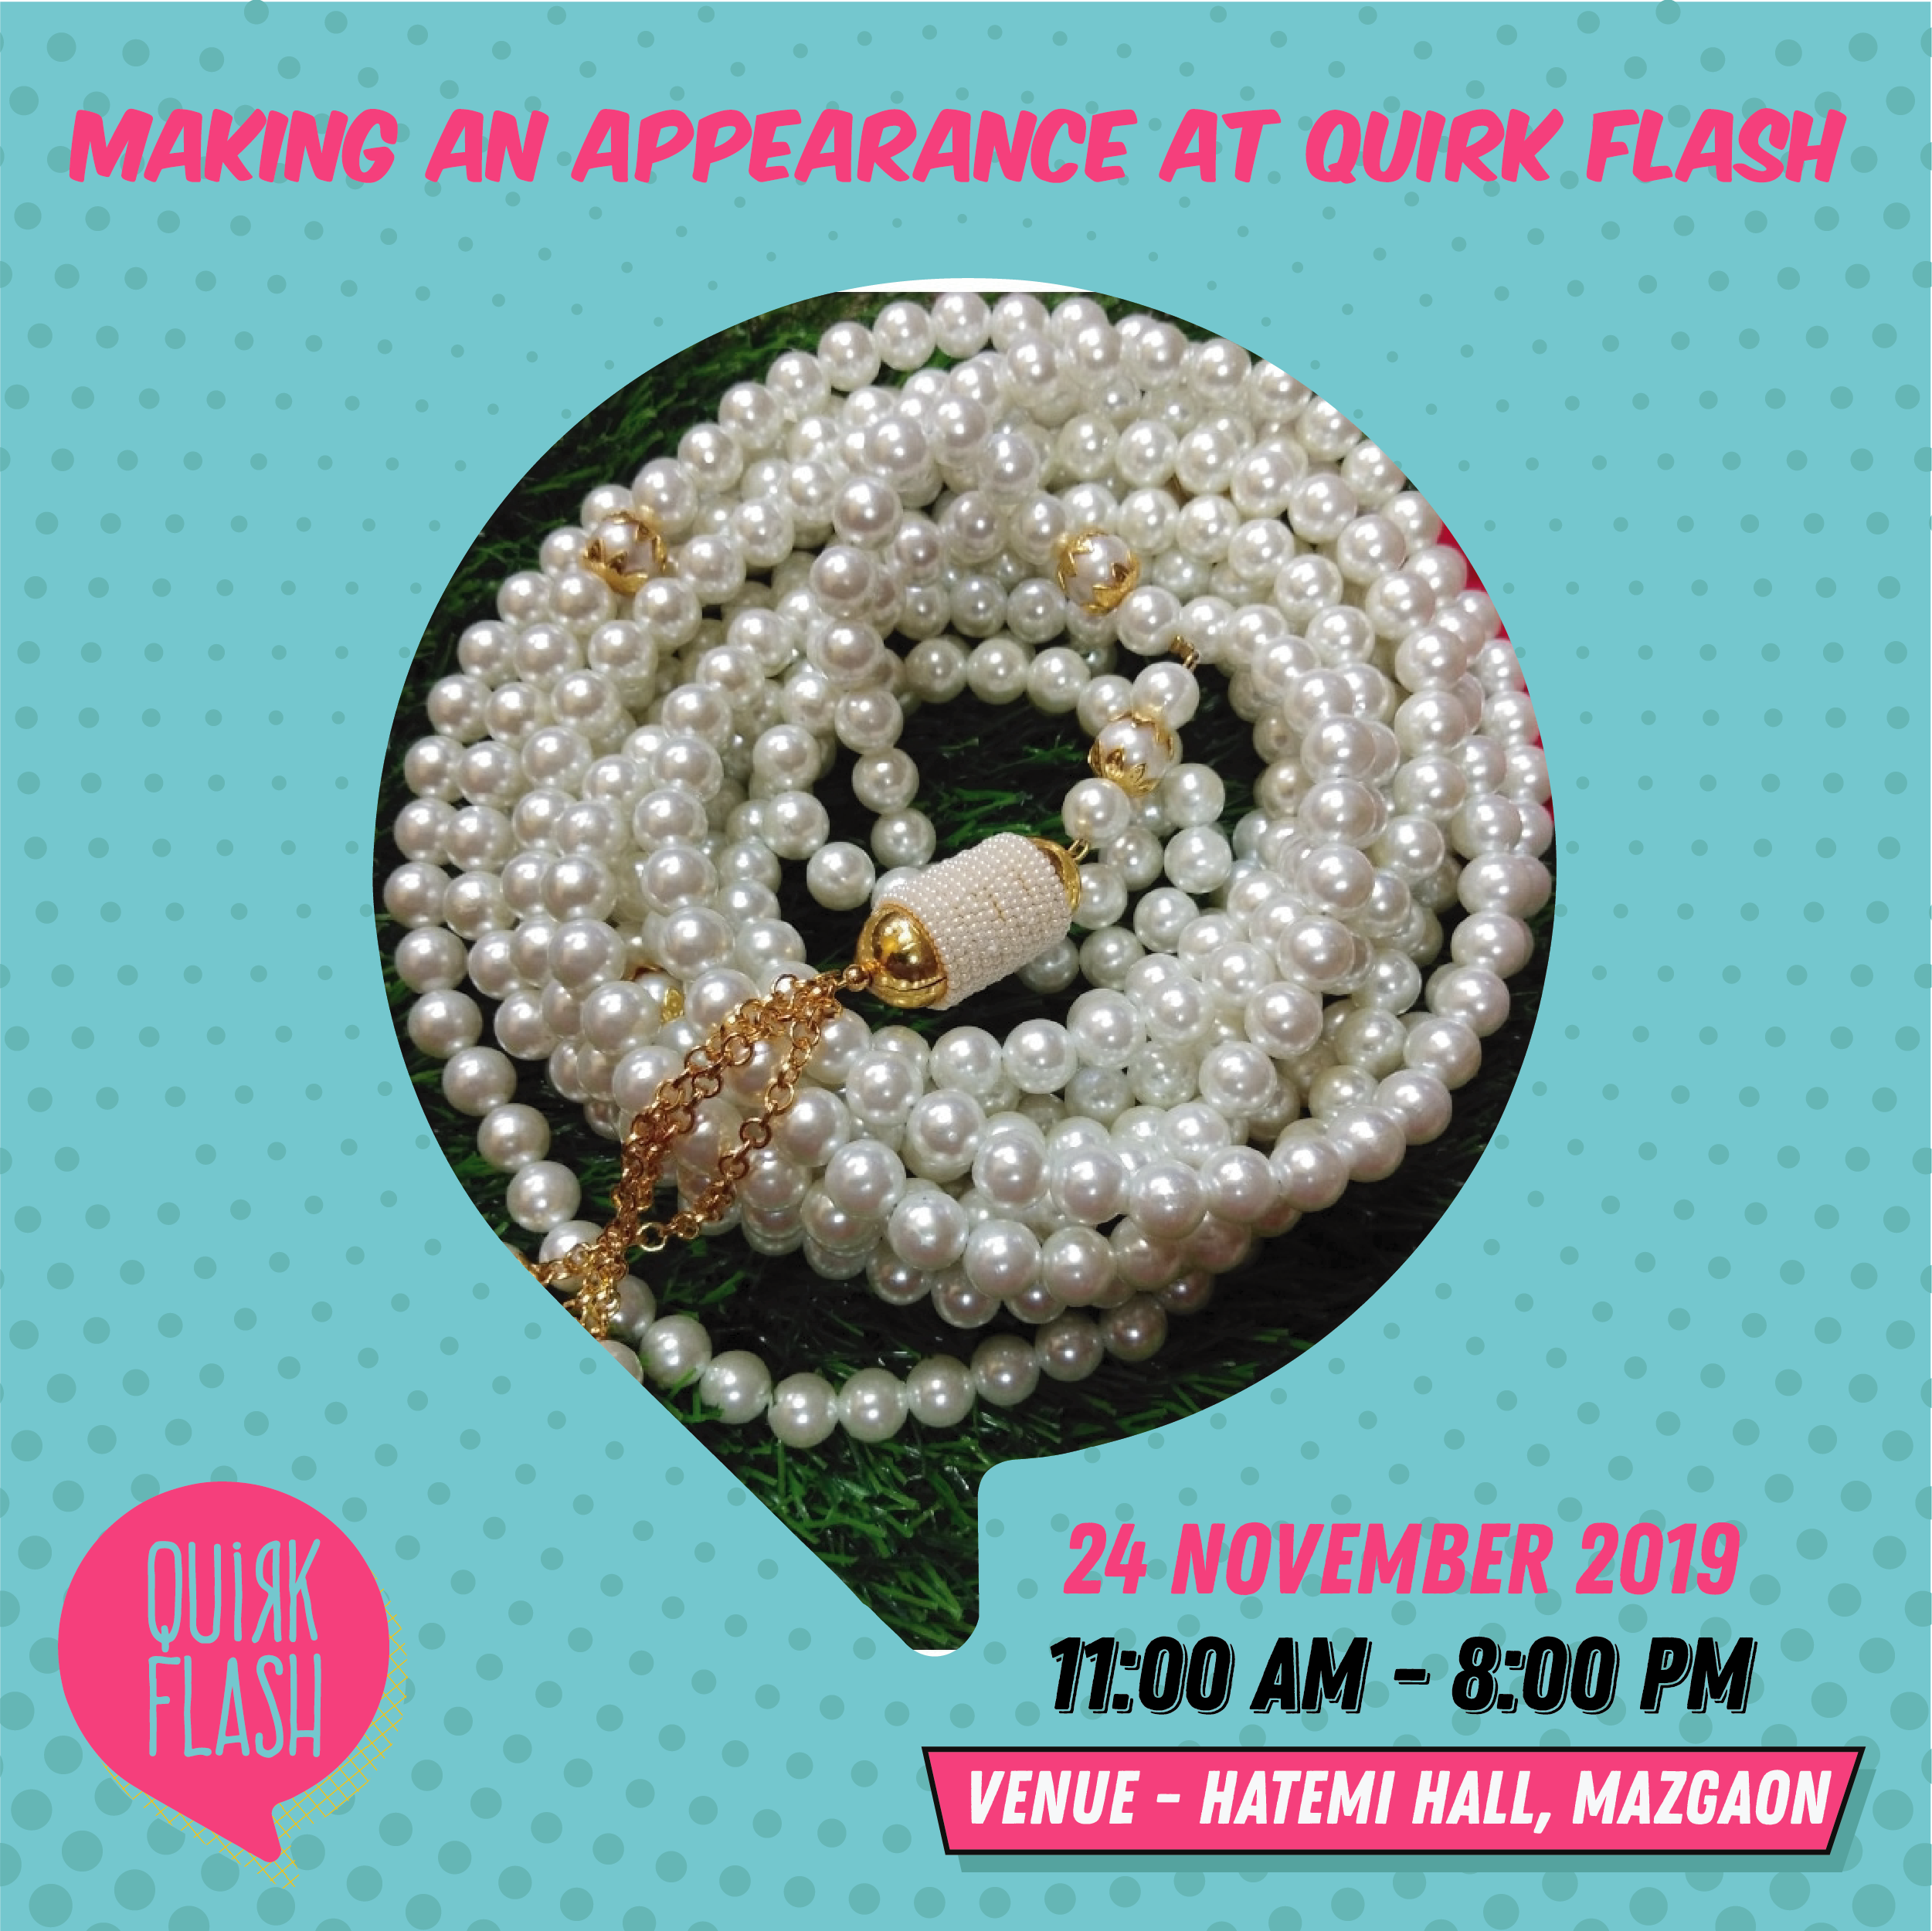 MAKING AN APPEARANCE AT QUIRK FLASH
24 NOVEMBER 2019
11:00 AM - 8:00 PM
VENUE - HATEMI HALL, MAZGAON
QUiRK
FLASH